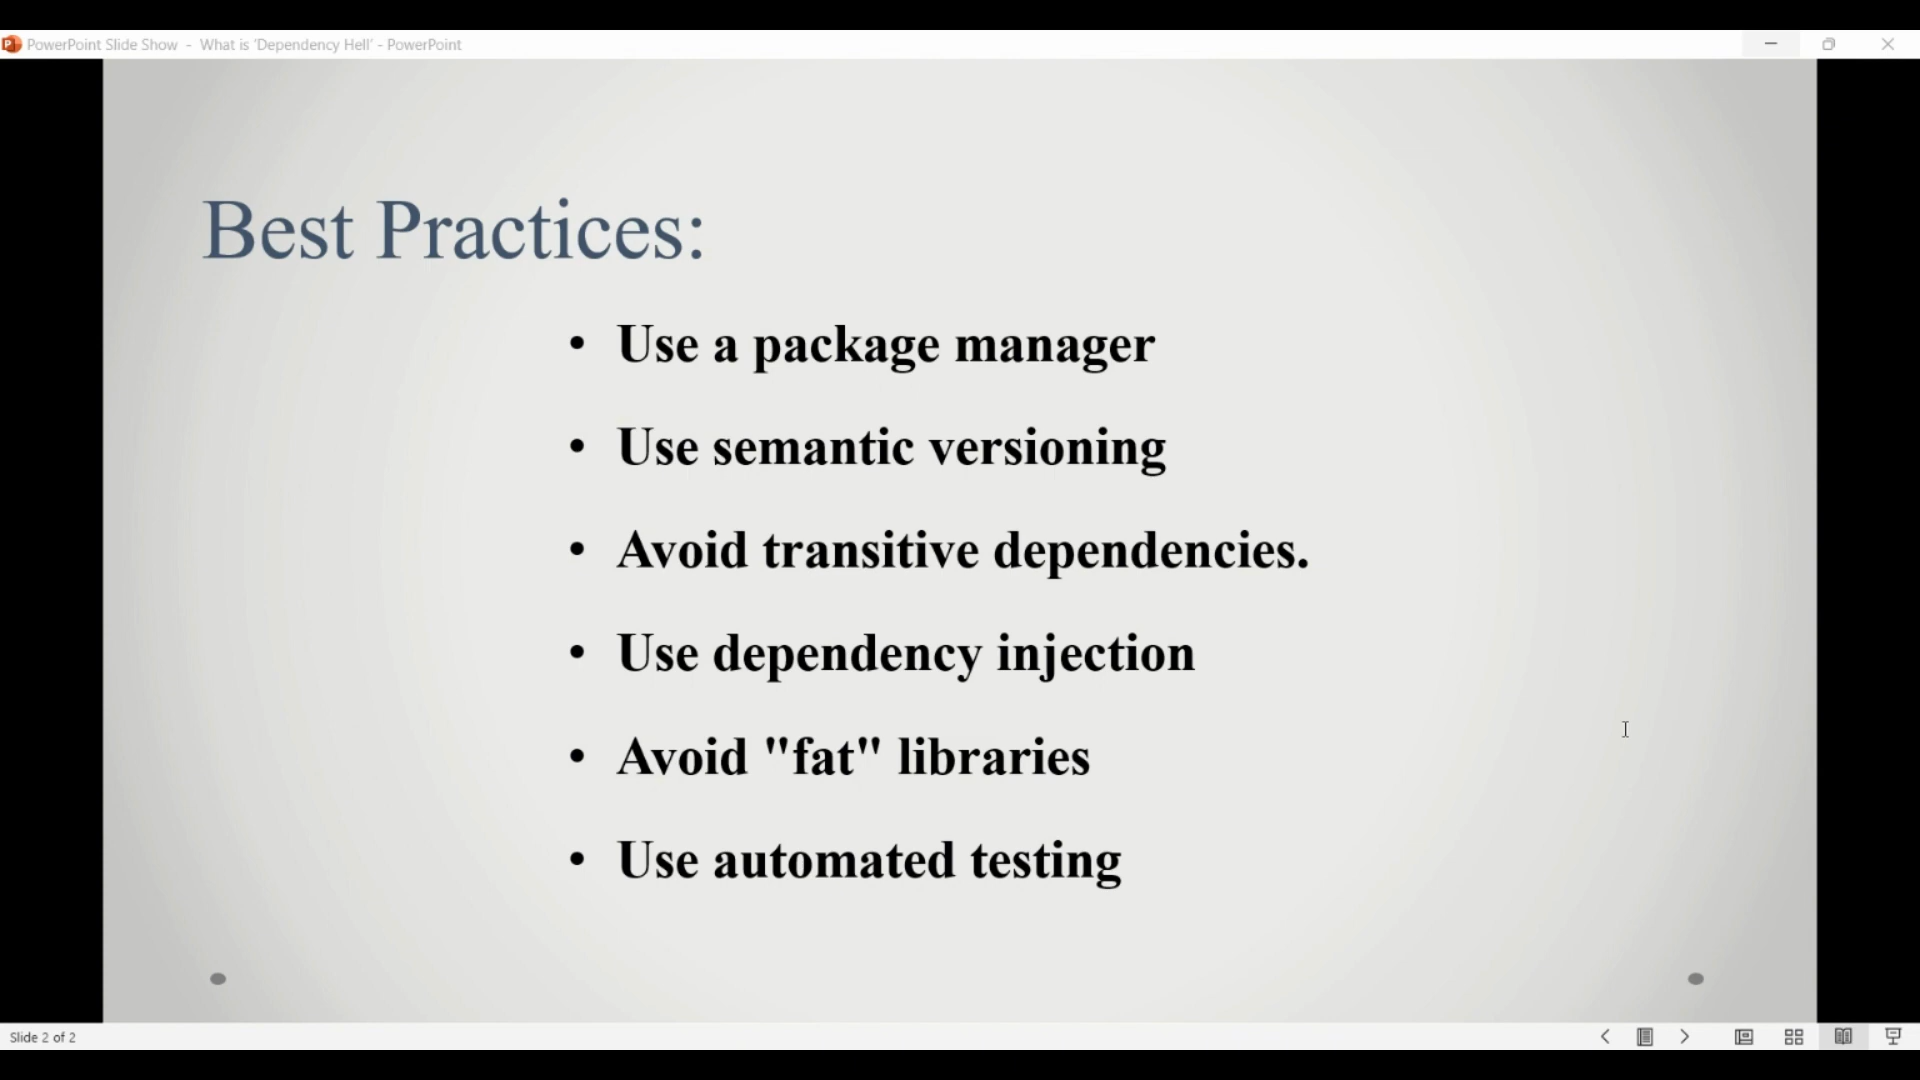 PowerPoint Slide Show - What is 'Dependency Hell' - PowerPoint
Best Practices:
• Use a package manager
• Use semantic versioning
• Avoid transitive dependencies.
• Use dependency injection
• Avoid "fat" libraries
• Use automated testing
Slide 2 of 2